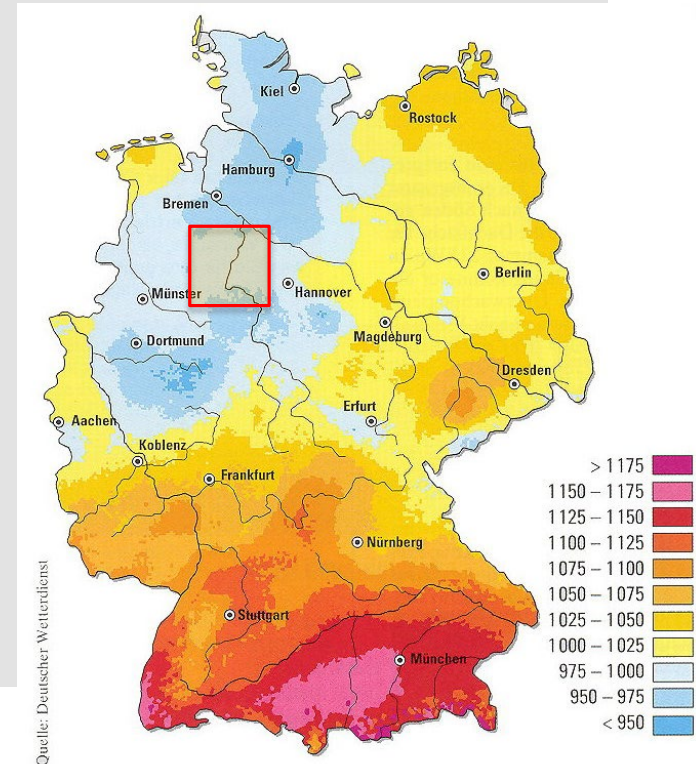 Kiel
Rostock
Hamburg
Bremen
Berlin
Hannover
Münster
Magdeburg
Dortmund
Dresden
Erfurt
Aachen
Koblenz
Frankfurt
Nürnberg
Stuttgart
München
> 1175
1150 – 1175
1125 – 1150
1100 – 1125
1075 – 1100
1050 – 1075
1025 – 1050
1000 – 1025
975 – 1000
950 – 975
< 950
Quelle: Deutscher Wetterdienst